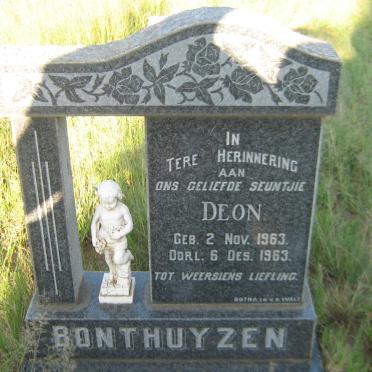 IN
TERE HERINNERING
AAN
ONS GELIEFDE SEUNTJIE
DEON
GEB. 2 NOV. 1963.
OORL. 6 DES. 1963.
TOT WEERSIENS LIEFLING.
BONTHUYZEN